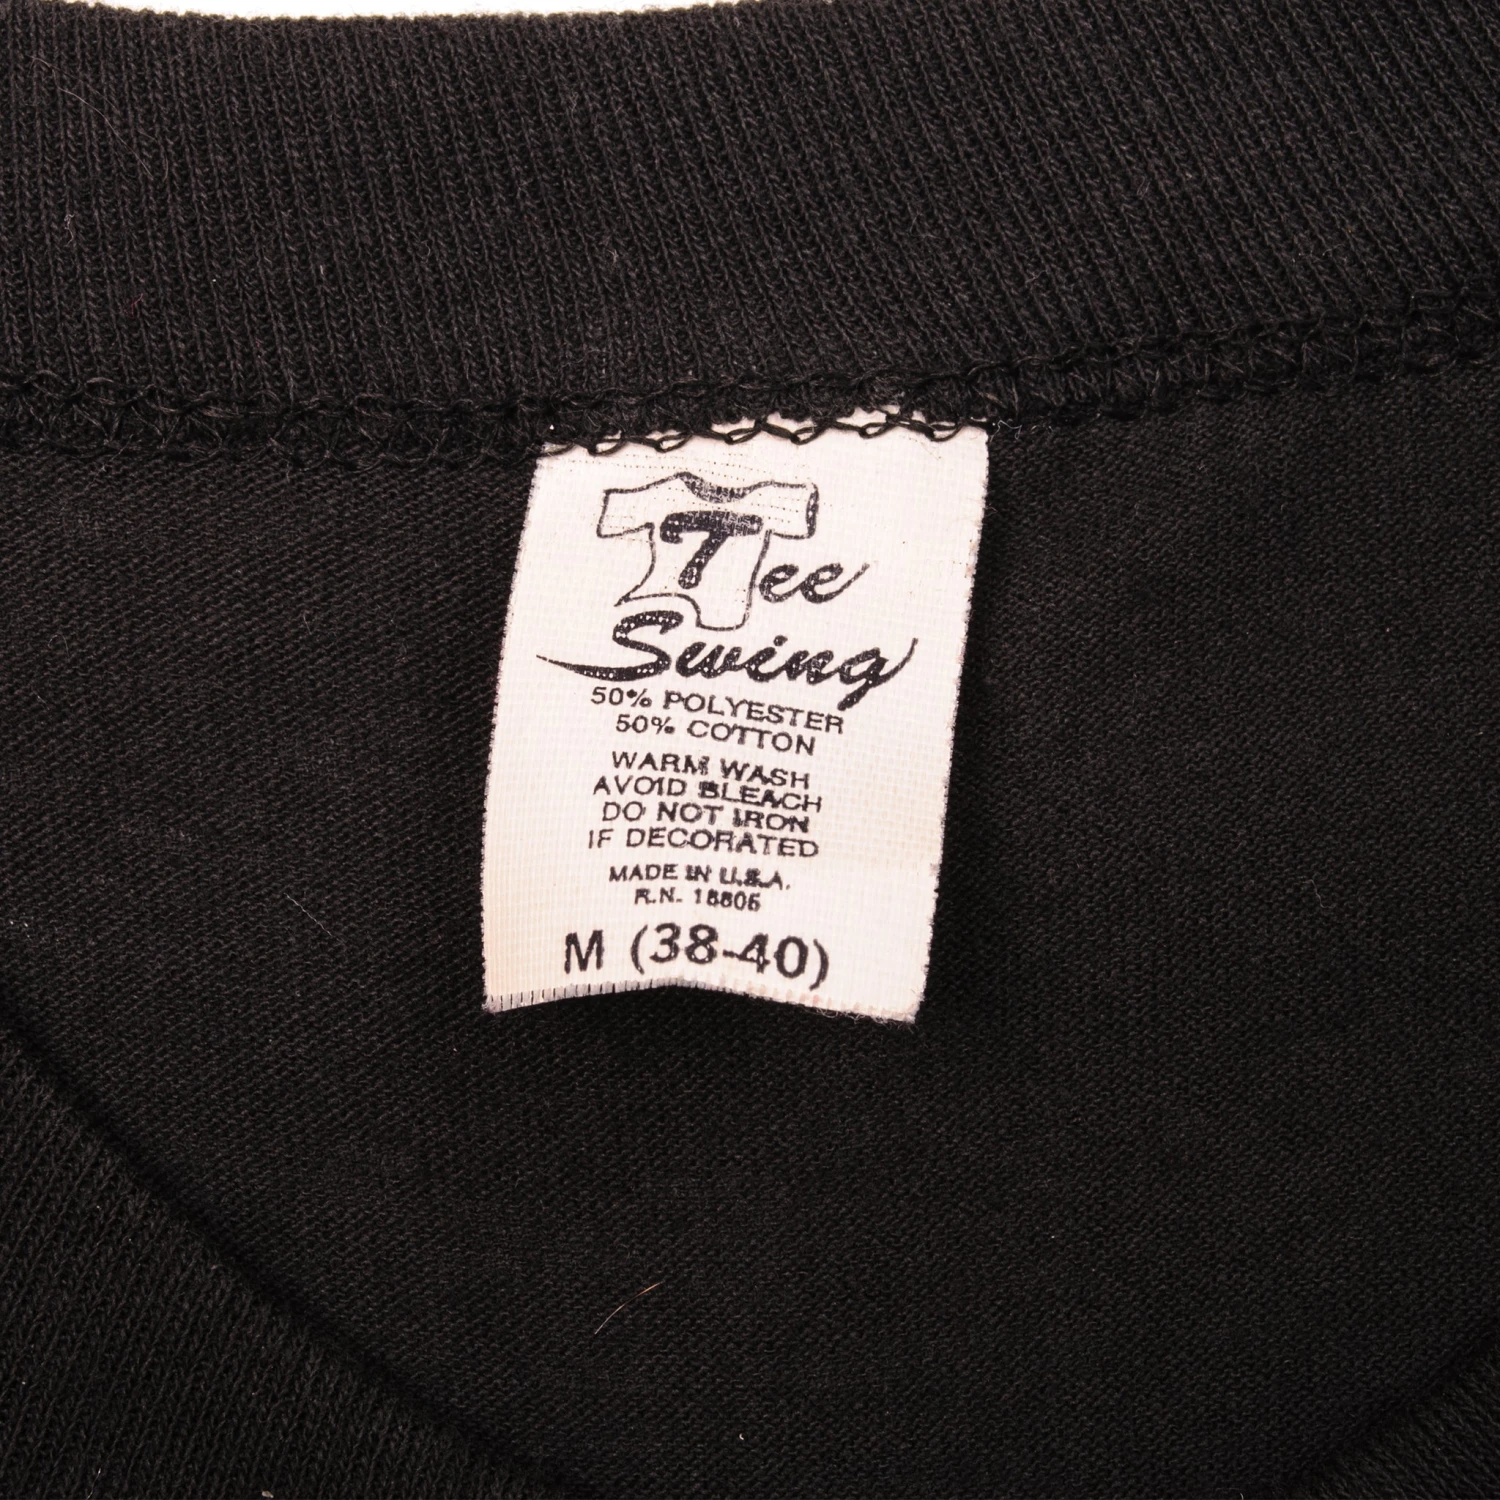 Tee
Swing
50% POLYESTER
50% COTTON
WARM WASH
AVOID BLEACH
DO NOT IRON
IF DECORATED
MADE IN U.S.A.
R.N.
M (38-40)